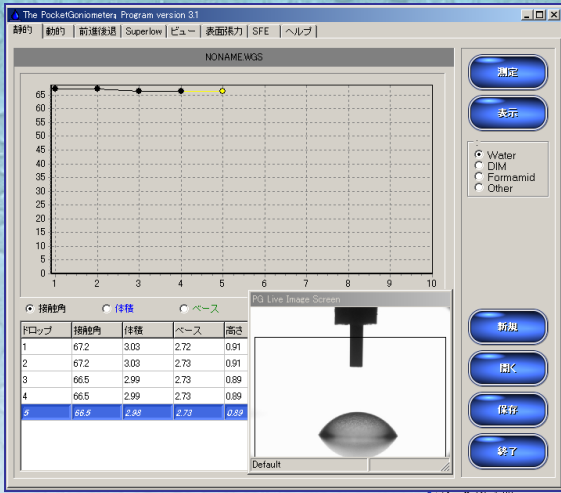 The PocketGoniometer Program version 3.1
静的 動的 前進後退 Superlow ビュー 表面張力 SFE ヘルプ
NONAME.WGS
測定
表示
65
60
55
50
45
40
35
30
25
20
15
10
5
0
1 2 3 4 5 6 7 8 9 10
Water
DIM
Formamid
Other
接触角 体積 ベース
PG Live Image Screen
ドロップ 接触角 体積 ベース 高さ
1 67.2 3.03 2.72 0.91
2 67.2 3.03 2.73 0.91
3 66.5 2.99 2.73 0.89
4 66.5 2.99 2.73 0.89
5 66.5 2.98 2.73 0.89
Default
新規
開く
保存
終了